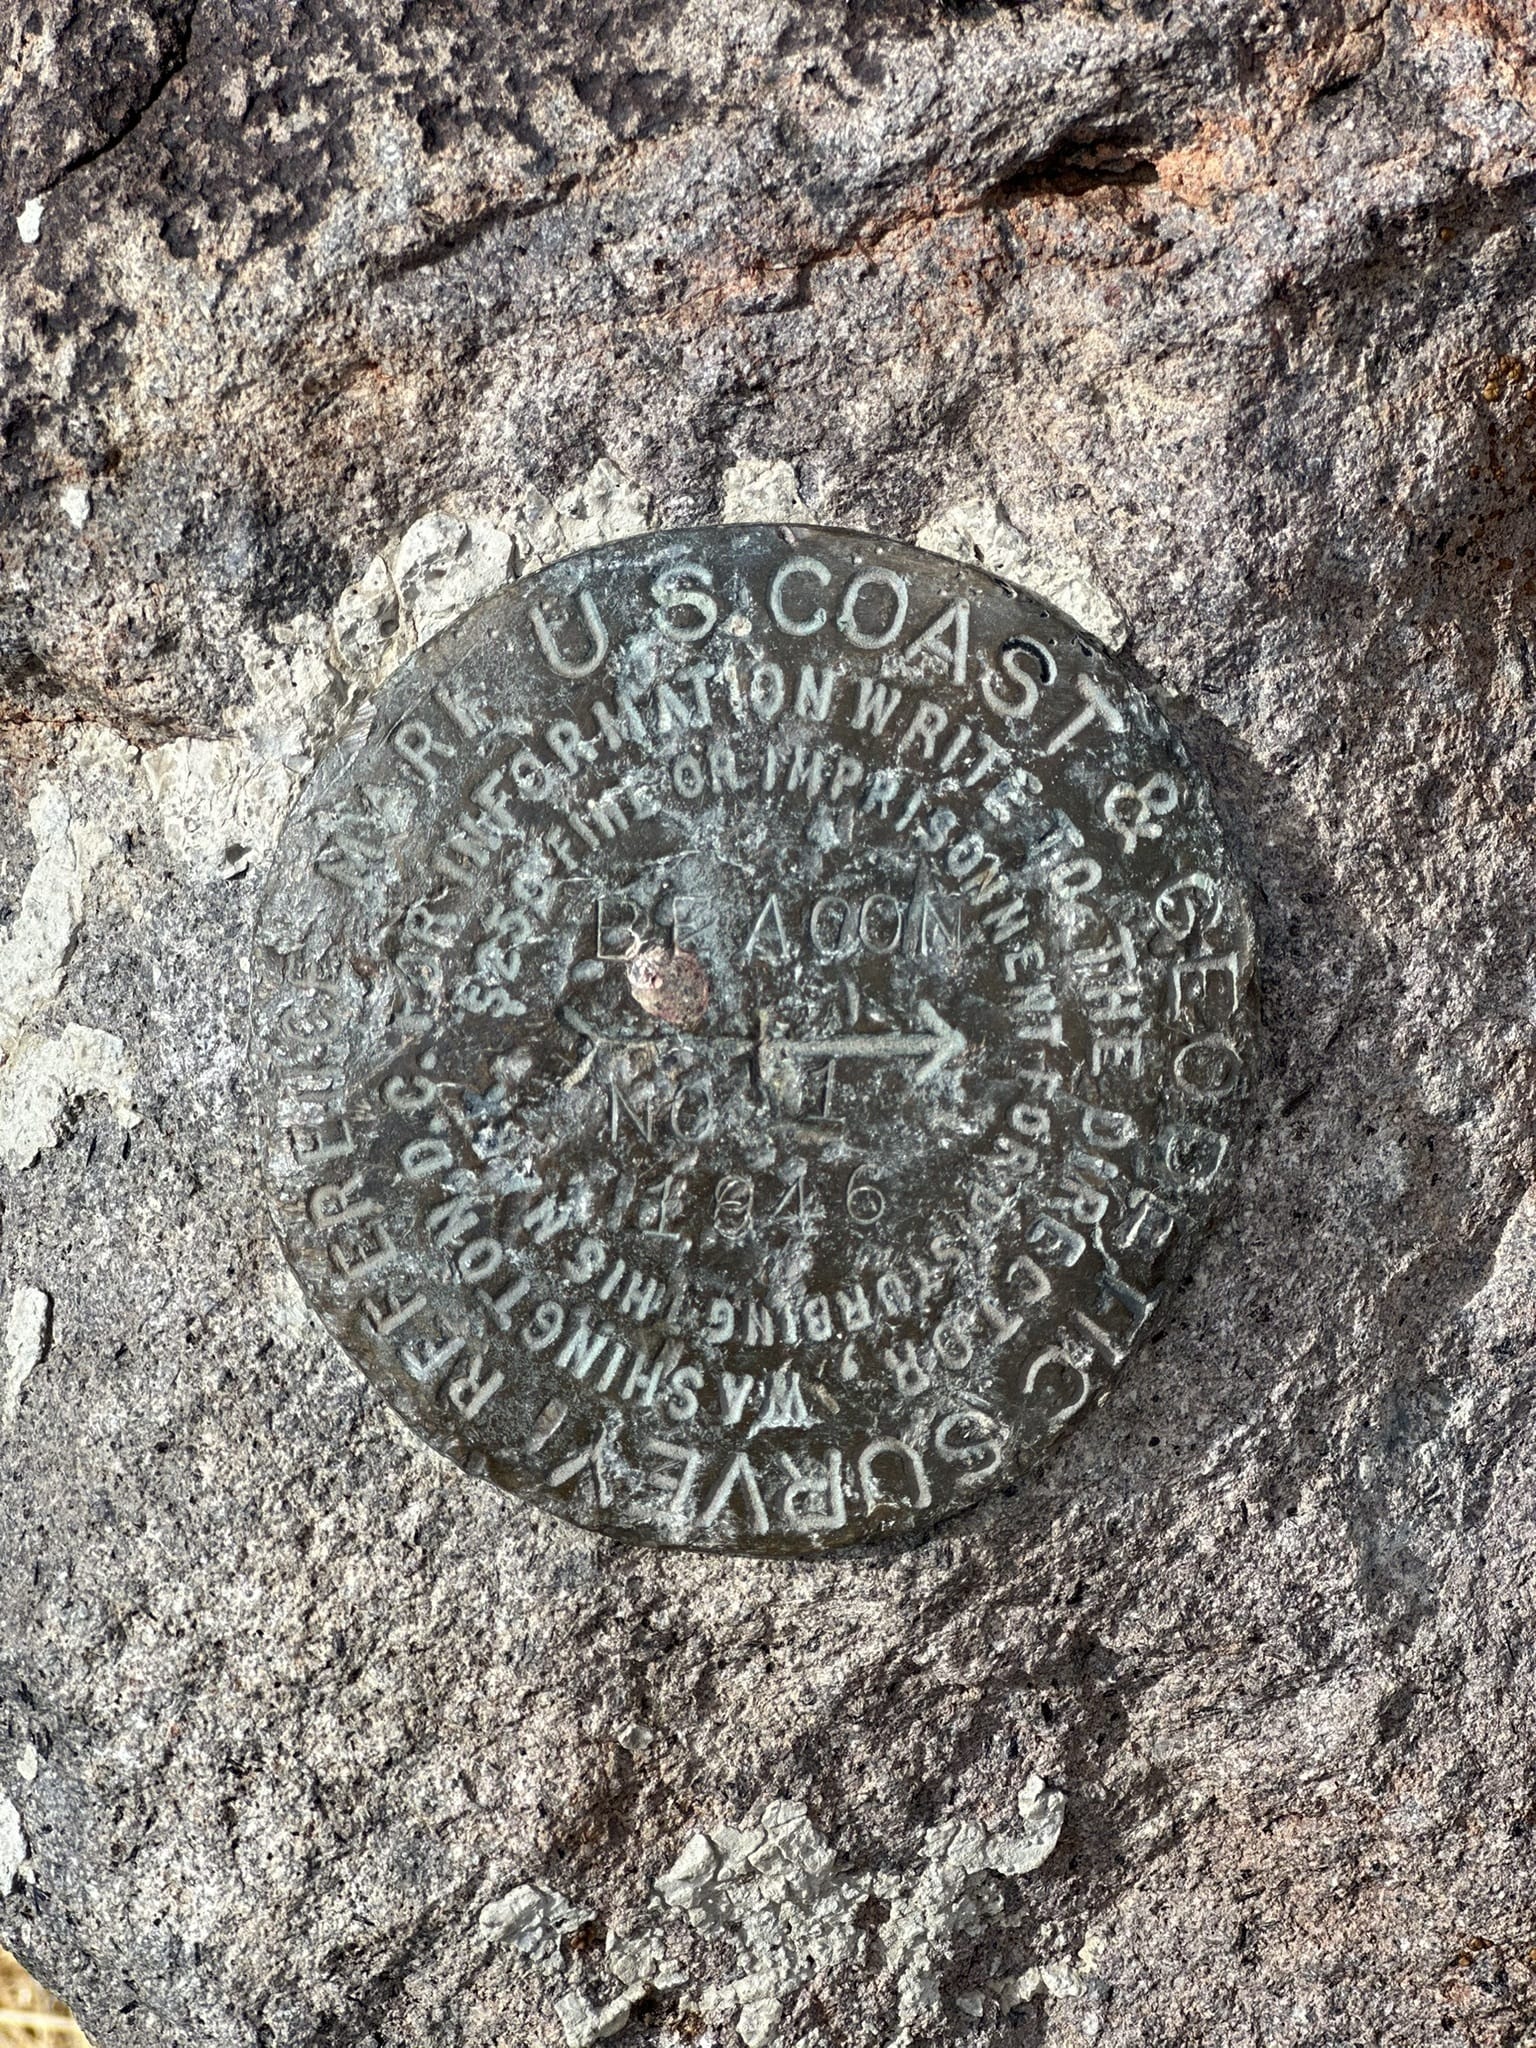 U.S. COAST & GEODETIC SURVEY
REFERENCE MARK
FOR INFORMATION WRITE TO THE DIRECTOR, WASHINGTON, D.C.
$250 FINE OR IMPRISONMENT FOR DISTURBING THIS
BEACON
NO 1
1946